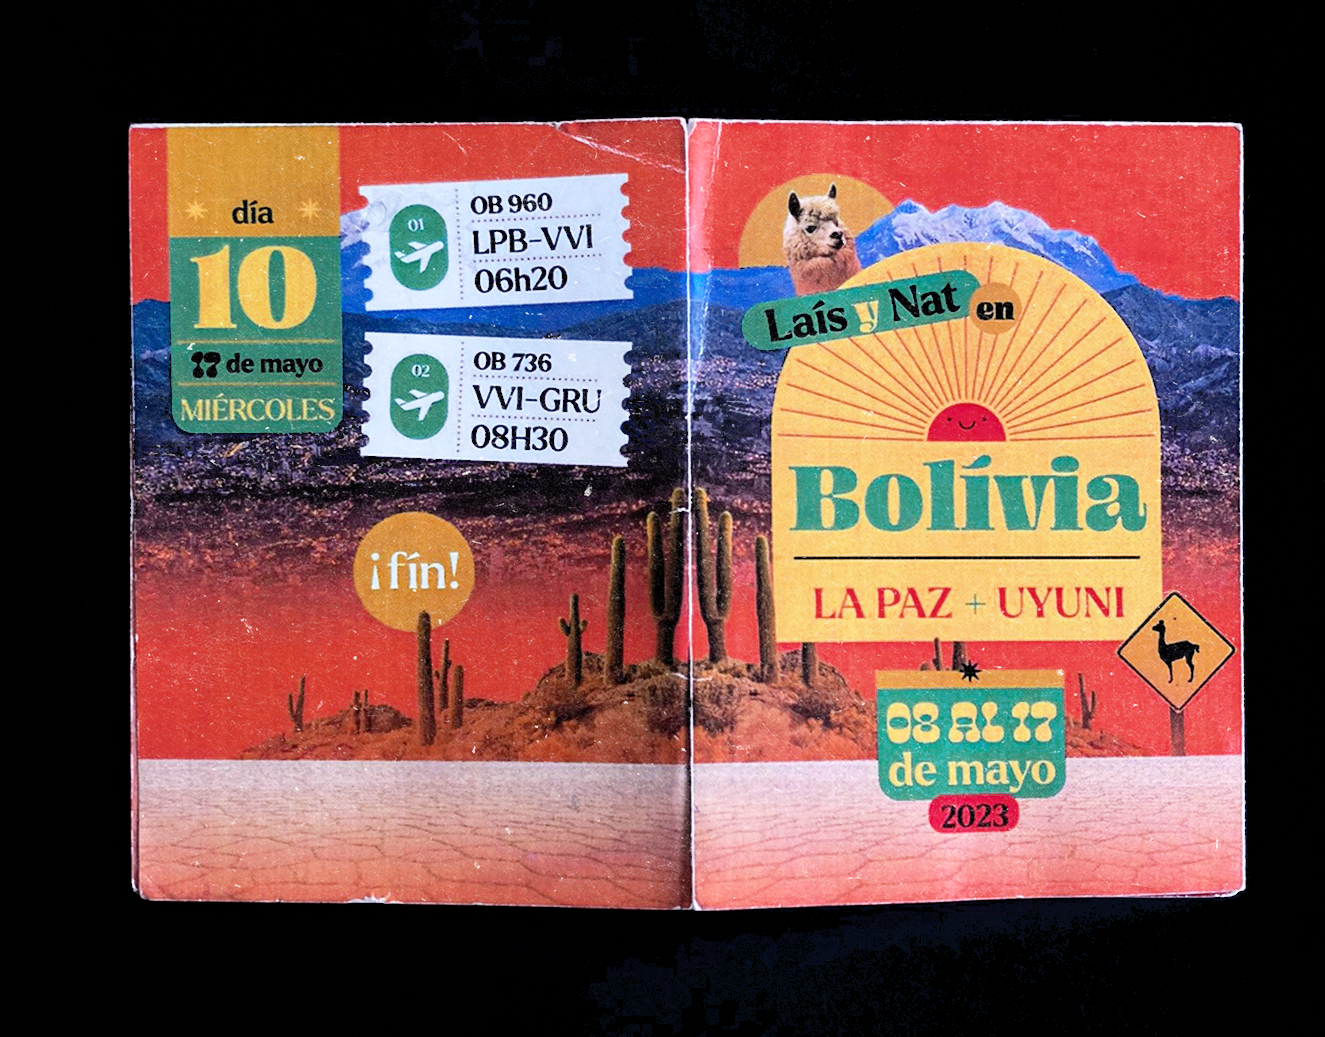 día
10
17 de mayo
MIÉRCOLES
01
OB 960
LPB-VVI
06h20
02
OB 736
VVI-GRU
08H30
¡fín!
Laís y Nat en
Bolívia
LA PAZ + UYUNI
08 AL 17
de mayo
2023